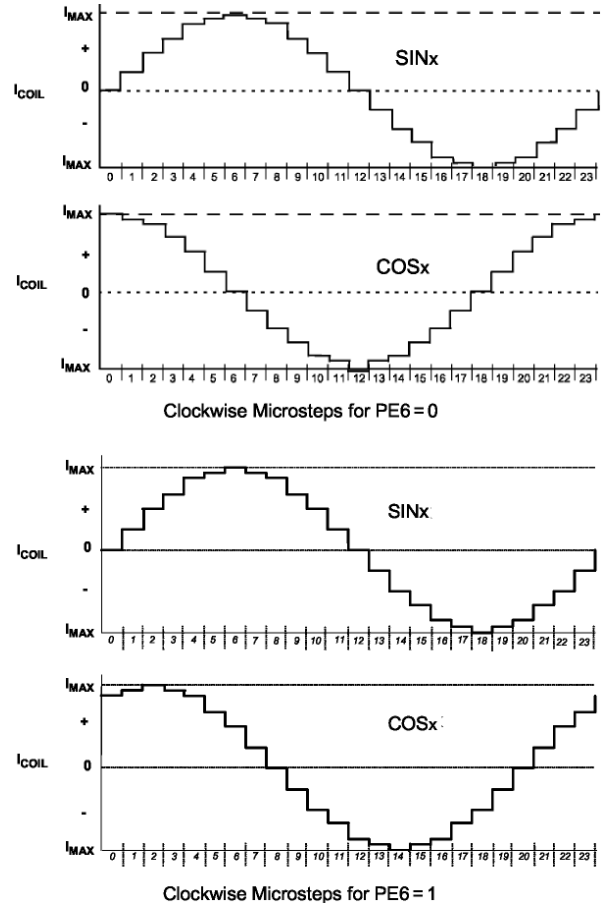 IMAX
+
SINx
ICOIL 0
-
IMAX
0 1 2 3 4 5 6 7 8 9 10 11 12 13 14 15 16 17 18 19 20 21 22 23
IMAX
+
COSx
ICOIL 0
-
IMAX
0 1 2 3 4 5 6 7 8 9 10 11 12 13 14 15 16 17 18 19 20 21 22 23
Clockwise Microsteps for PE6 = 0
IMAX
+
SINx
ICOIL 0
-
IMAX
0 1 2 3 4 5 6 7 8 9 10 11 12 13 14 15 16 17 18 19 20 21 22 23
IMAX
+
COSx
ICOIL 0
-
IMAX
0 1 2 3 4 5 6 7 8 9 10 11 12 13 14 15 16 17 18 19 20 21 22 23
Clockwise Microsteps for PE6 = 1